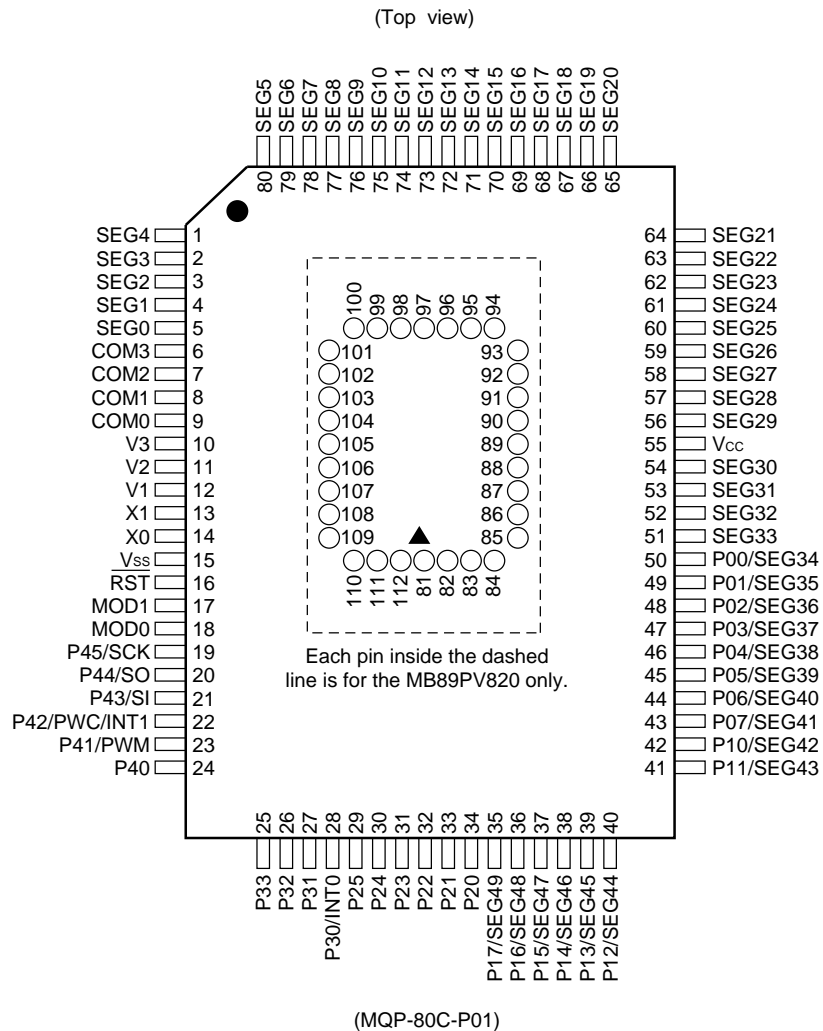 (Top view)
SEG5 SEG6 SEG7 SEG8 SEG9 SEG10 SEG11 SEG12 SEG13 SEG14 SEG15 SEG16 SEG17 SEG18 SEG19 SEG20
80 79 78 77 76 75 74 73 72 71 70 69 68 67 66 65
SEG4 1 64 SEG21
SEG3 2 63 SEG22
SEG2 3 62 SEG23
SEG1 4 61 SEG24
SEG0 5 60 SEG25
COM3 6 59 SEG26
COM2 7 58 SEG27
COM1 8 57 SEG28
COM0 9 56 SEG29
V3 10 55 Vcc
V2 11 54 SEG30
V1 12 53 SEG31
X1 13 52 SEG32
X0 14 51 SEG33
Vss 15 50 P00/SEG34
RST 16 49 P01/SEG35
MOD1 17 48 P02/SEG36
MOD0 18 47 P03/SEG37
P45/SCK 19 46 P04/SEG38
P44/SO 20 45 P05/SEG39
P43/SI 21 44 P06/SEG40
P42/PWC/INT1 22 43 P07/SEG41
P41/PWM 23 42 P10/SEG42
P40 24 41 P11/SEG43
100 99 98 97 96 95 94
101 93
102 92
103 91
104 90
105 89
106 88
107 87
108 86
109 85
110 111 112 81 82 83 84
Each pin inside the dashed
line is for the MB89PV820 only.
25 26 27 28 29 30 31 32 33 34 35 36 37 38 39 40
P33 P32 P31 P30/INT0 P25 P24 P23 P22 P21 P20 P17/SEG49 P16/SEG48 P15/SEG47 P14/SEG46 P13/SEG45 P12/SEG44
(MQP-80C-P01)